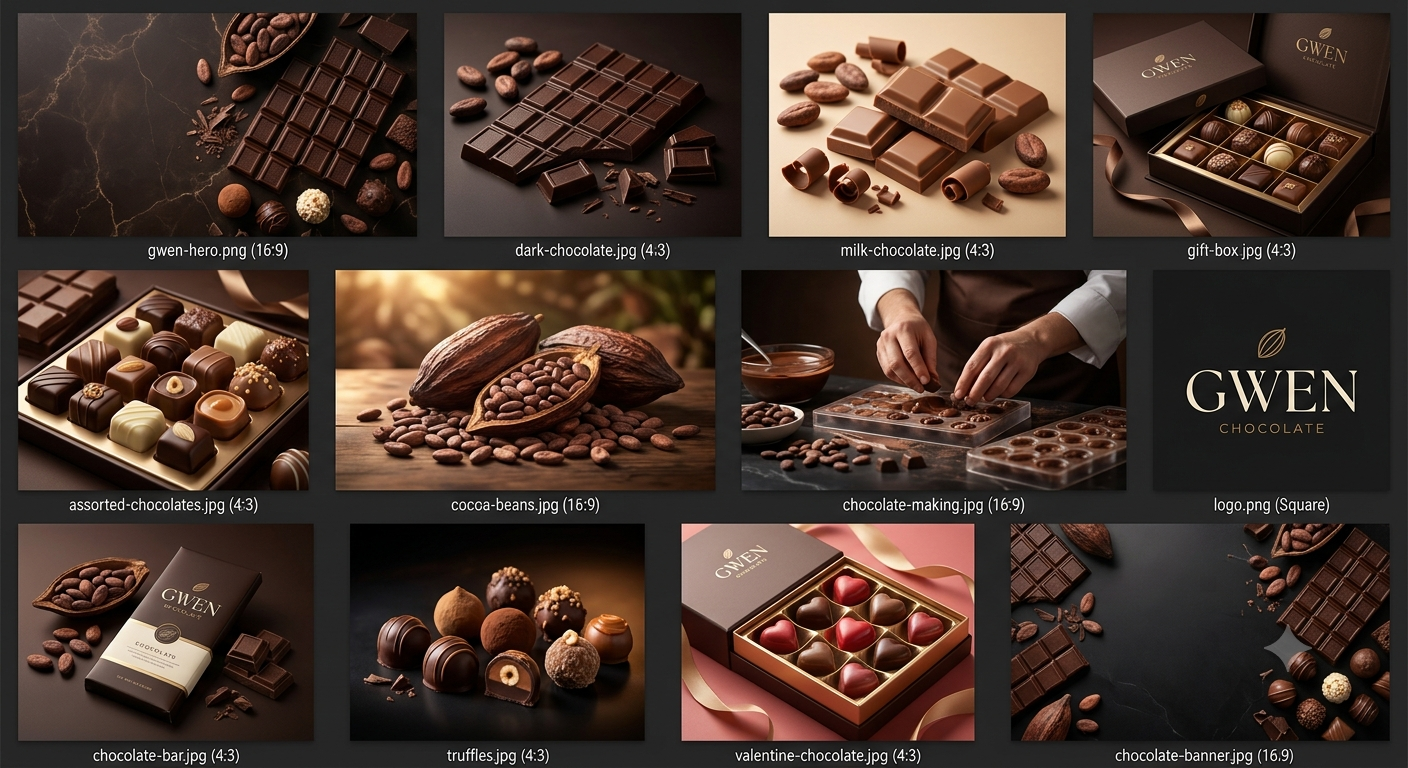 GWEN
GWEN
gwen-hero.png (16:9)
dark-chocolate.jpg (4:3)
milk-chocolate.jpg (4:3)
gift-box.jpg (4:3)
GWEN
CHOCOLATE
assorted-chocolates.jpg (4:3)
cocoa-beans.jpg (16:9)
chocolate-making.jpg (16:9)
logo.png (Square)
GWEN
GWEN
chocolate-bar.jpg (4:3)
truffles.jpg (4:3)
valentine-chocolate.jpg (4:3)
chocolate-banner.jpg (16.9)